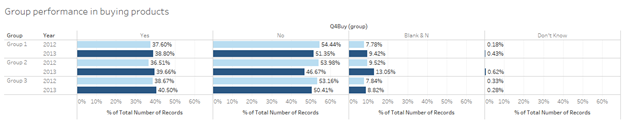 Group performance in buying products
Q4Buy (group)
Group Year Yes No Blank & N Don't Know
Group 1 2012 37.60% 54.44% 7.78% 0.18%
2013 38.80% 51.35% 9.42% 0.43%
Group 2 2012 36.51% 53.98% 9.52%
2013 39.66% 46.67% 13.05% 0.62%
Group 3 2012 38.67% 53.16% 7.84% 0.33%
2013 40.50% 50.41% 8.82% 0.28%
0% 10% 20% 30% 40% 50% 60% 0% 10% 20% 30% 40% 50% 60% 0% 10% 20% 30% 40% 50% 60% 0% 10% 20% 30% 40% 50% 60%
% of Total Number of Records % of Total Number of Records % of Total Number of Records % of Total Number of Records